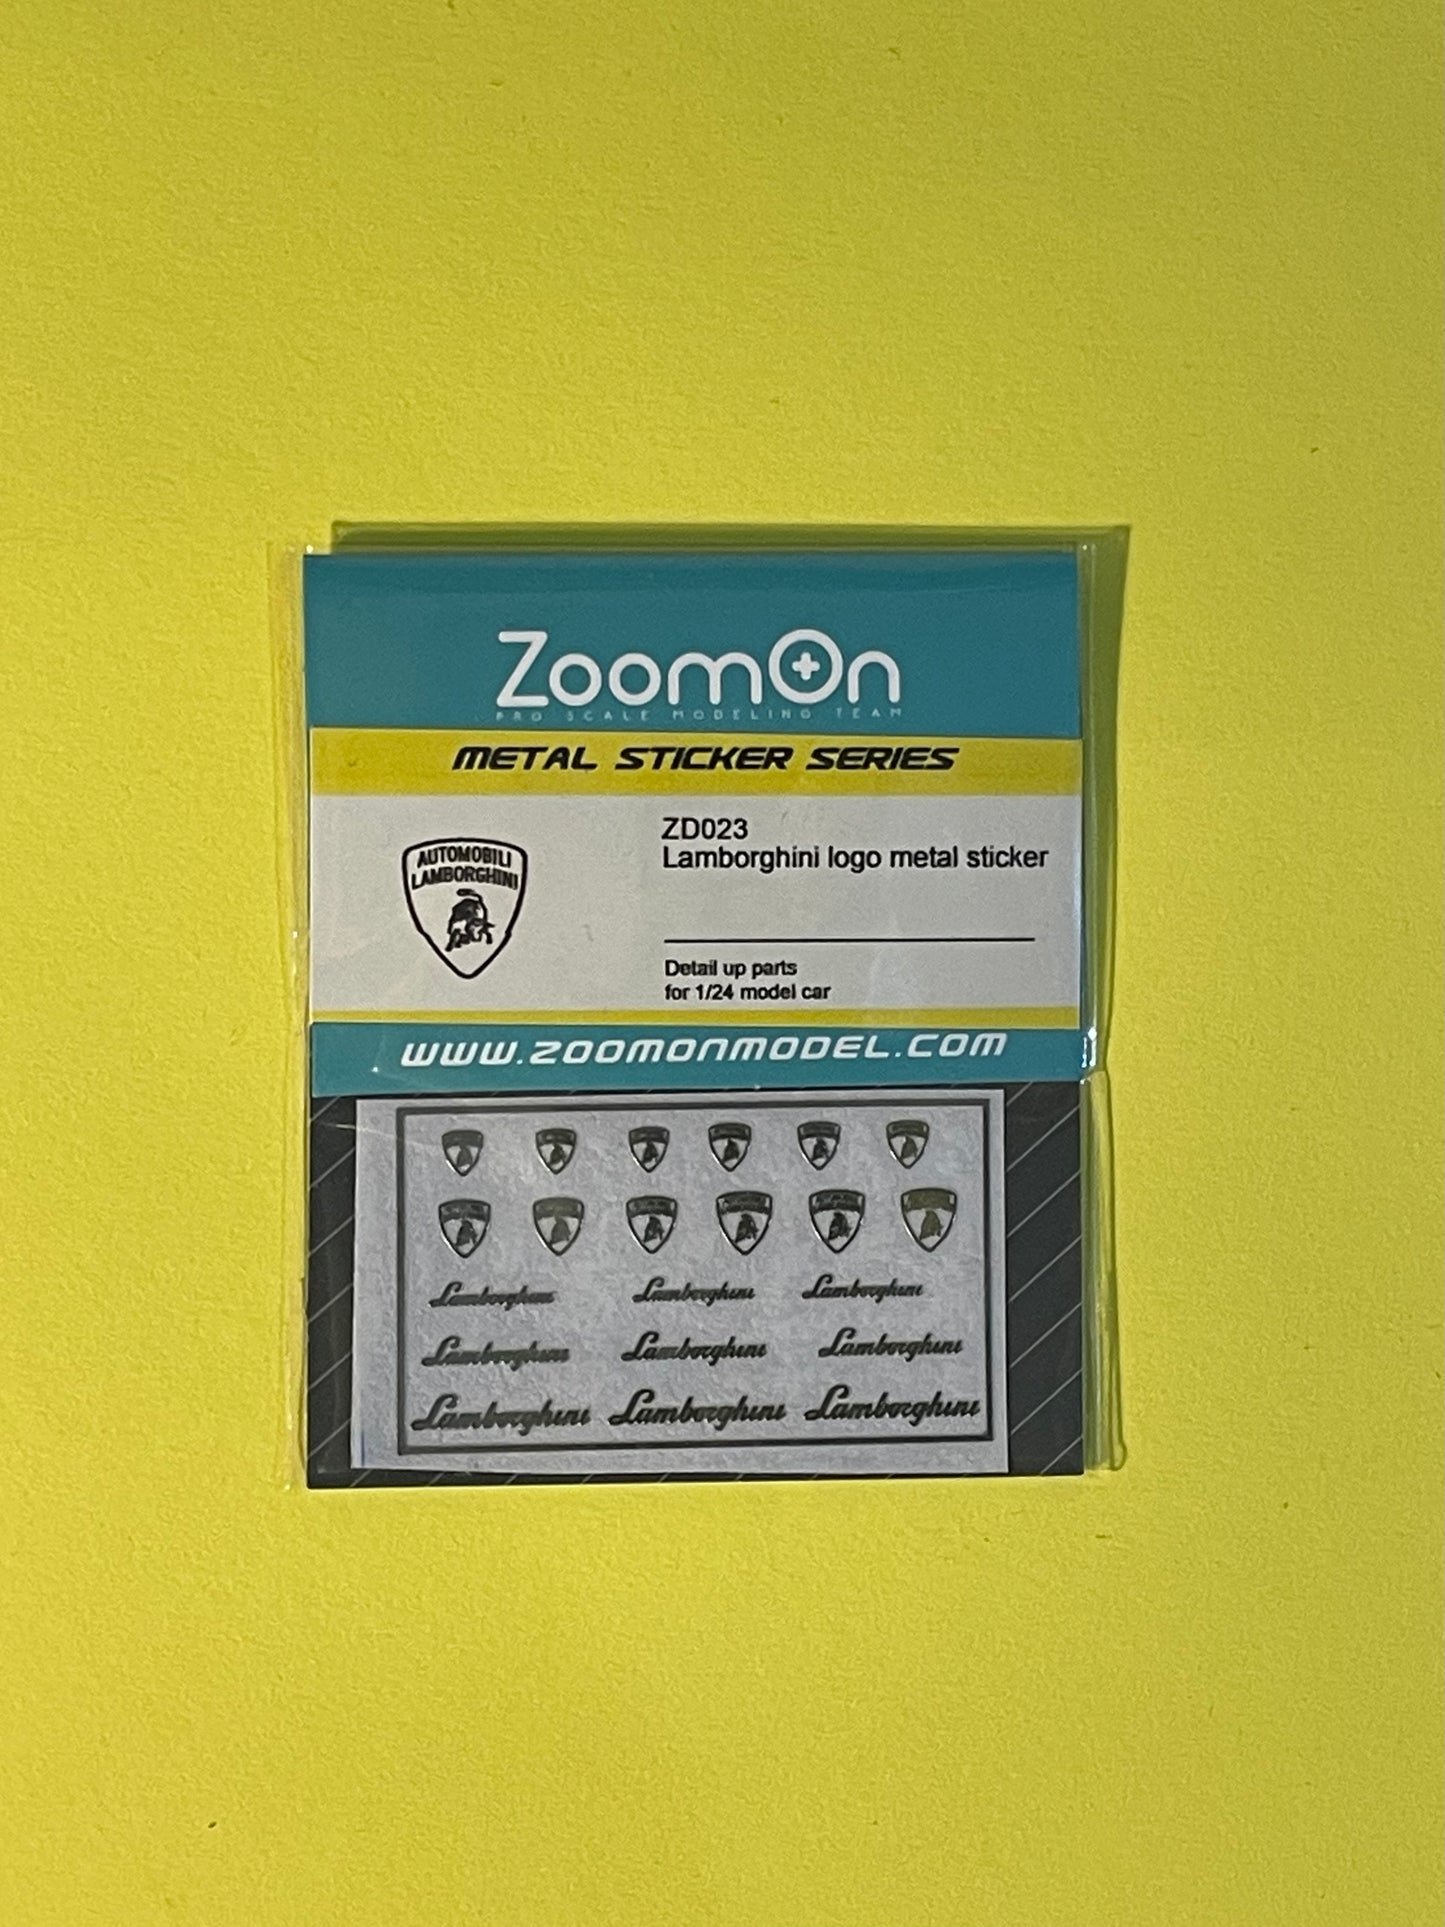 ZoomOn
PRO SCALE MODELING TEAM
METAL STICKER SERIES
ZD023
Lamborghini logo metal sticker
AUTOMOBILI
LAMBORGHINI
Detail up parts
for 1/24 model car
WWW.ZOOMONMODEL.COM
Lamborghini Lamborghini Lamborghini
Lamborghini Lamborghini Lamborghini
Lamborghini Lamborghini Lamborghini